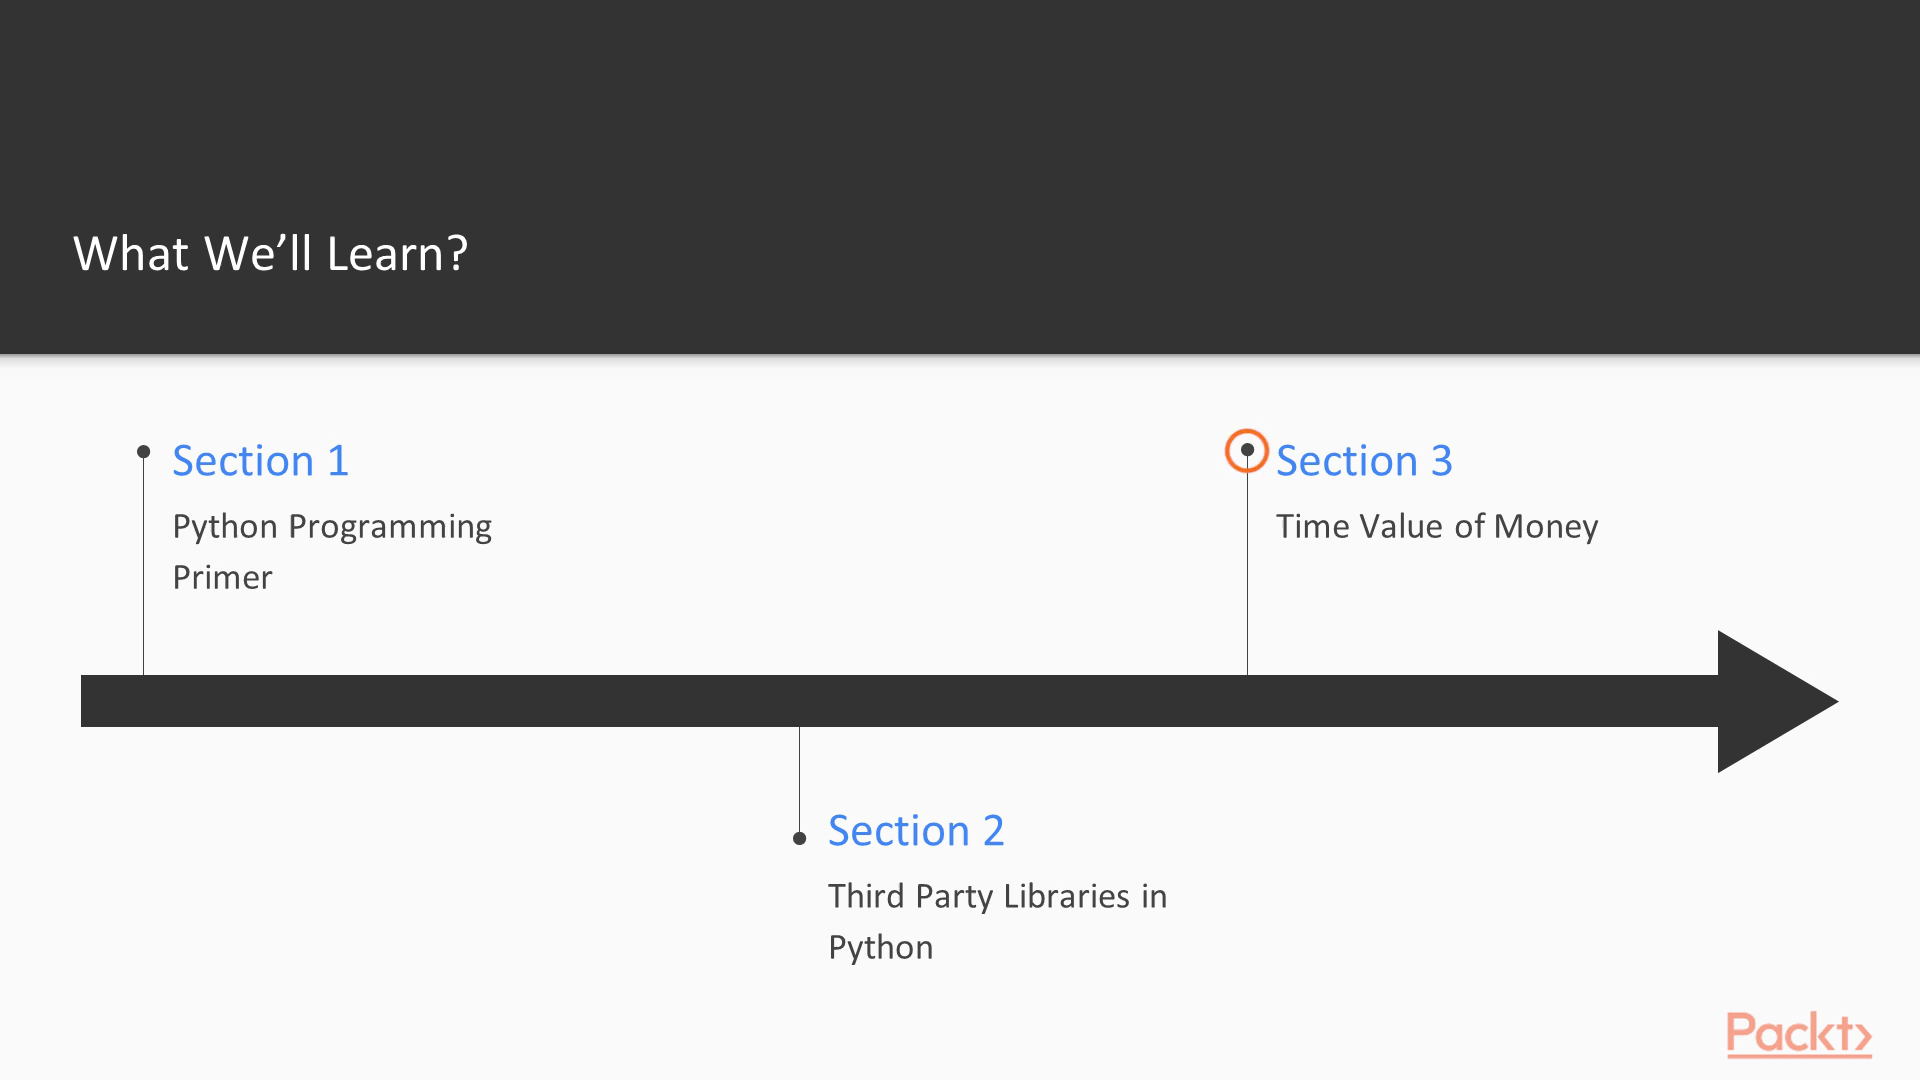 What We’ll Learn?
Section 1
Python Programming
Primer
Section 2
Third Party Libraries in
Python
Section 3
Time Value of Money
Packt>